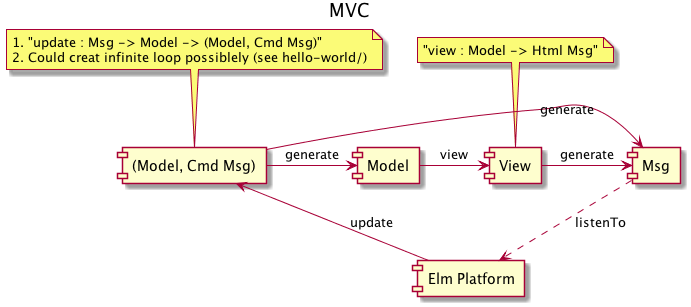 MVC
1. "update : Msg -> Model -> (Model, Cmd Msg)"
2. Could creat infinite loop possiblely (see hello-world/)
"view : Model -> Html Msg"
generate
(Model, Cmd Msg)
generate
Model
view
View
generate
Msg
update
listenTo
Elm Platform